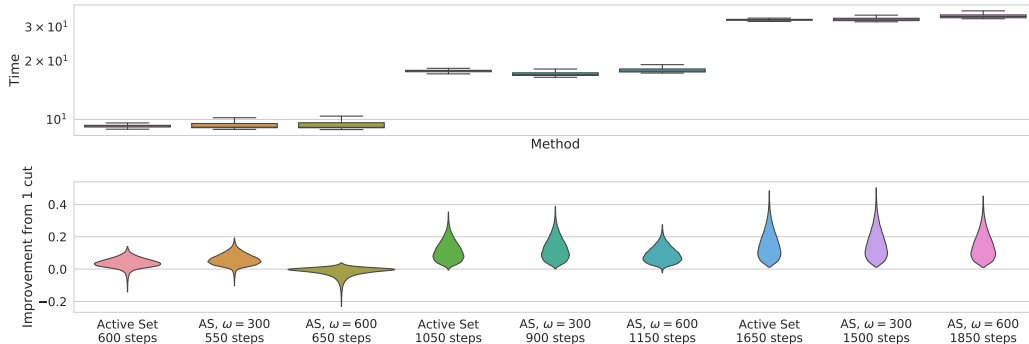 3 × 10¹
2 × 10¹
10¹
Time
Method
Improvement from 1 cut
0.4
0.2
0.0
−0.2
Active Set
600 steps
AS, ω = 300
550 steps
AS, ω = 600
650 steps
Active Set
1050 steps
AS, ω = 300
900 steps
AS, ω = 600
1150 steps
Active Set
1650 steps
AS, ω = 300
1500 steps
AS, ω = 600
1850 steps